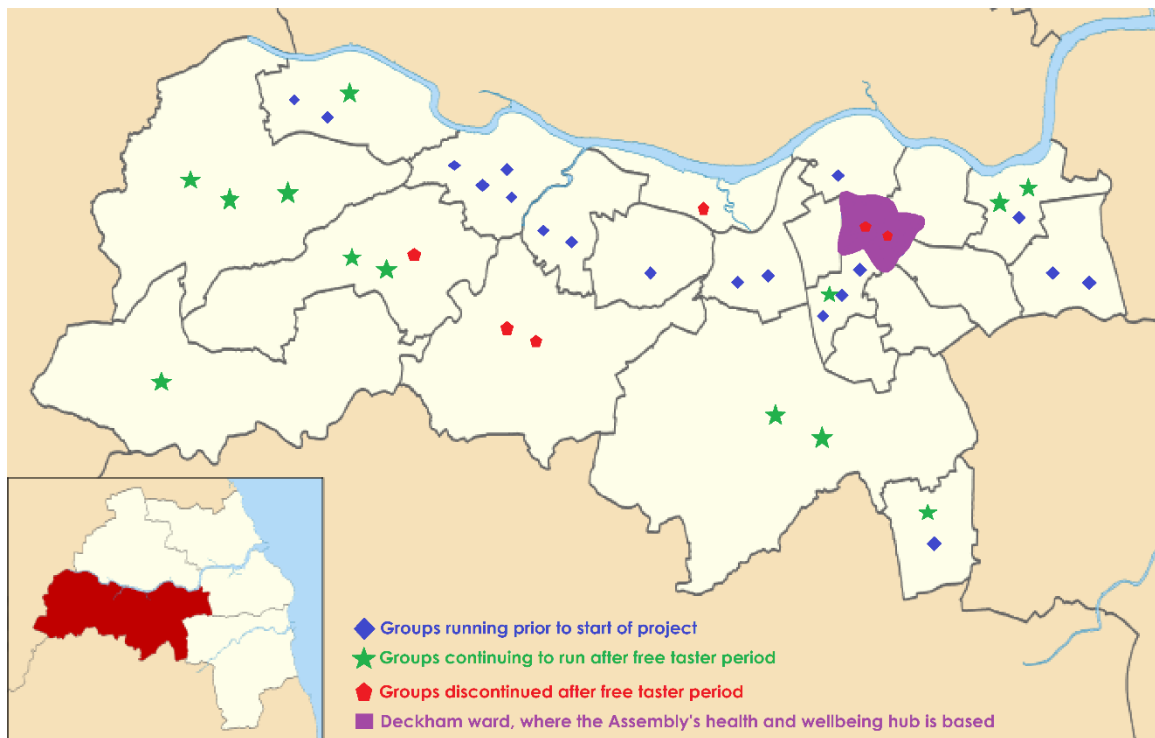 Groups running prior to start of project
Groups continuing to run after free taster period
Groups discontinued after free taster period
Deckham ward, where the Assembly's health and wellbeing hub is based